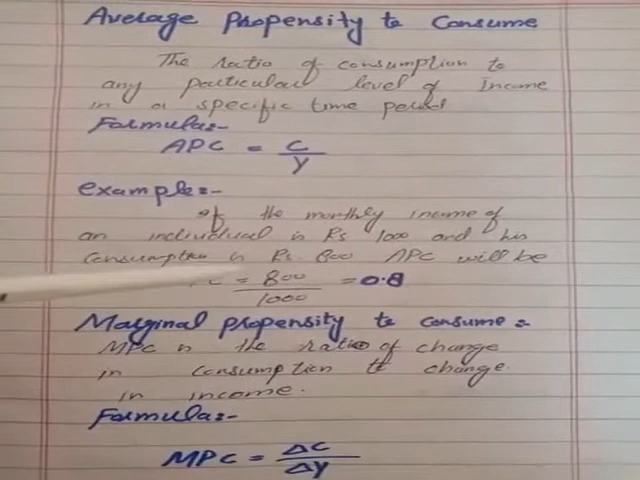 Average Propensity to Consume
The ratio of consumption to
any particular level of Income
in a specific time period
Formula:-
APC = C/Y
example:-
If the monthly income of
an individual is Rs 1000 and his
Consumption is Rs. 800 APC will be
= 800/1000 = 0.8
Marginal propensity to consume:
MPC is the ratio of change
in Consumption to change
in income.
Formula:-
MPC = ΔC/ΔY